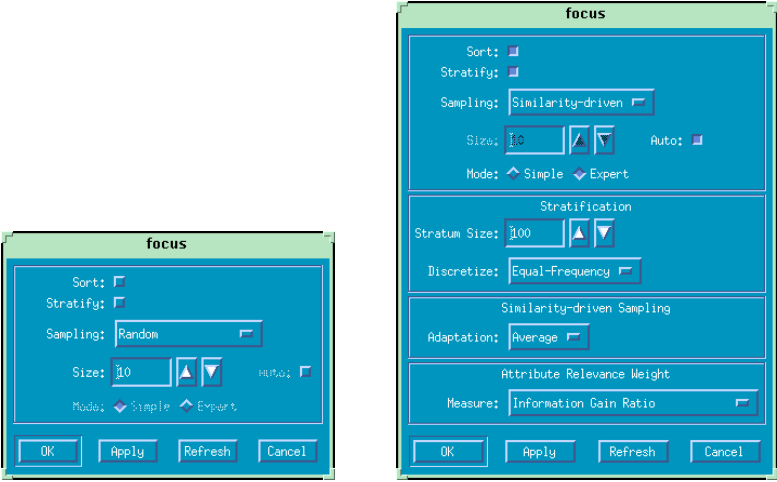 focus
Sort:
Stratify:
Sampling: Random
Size: 10 Auto:
Mode: Simple Expert
OK Apply Refresh Cancel
focus
Sort:
Stratify:
Sampling: Similarity-driven
Size: 10 Auto:
Mode: Simple Expert
Stratification
Stratum Size: 100
Discretize: Equal-Frequency
Similarity-driven Sampling
Adaptation: Average
Attribute Relevance Weight
Measure: Information Gain Ratio
OK Apply Refresh Cancel